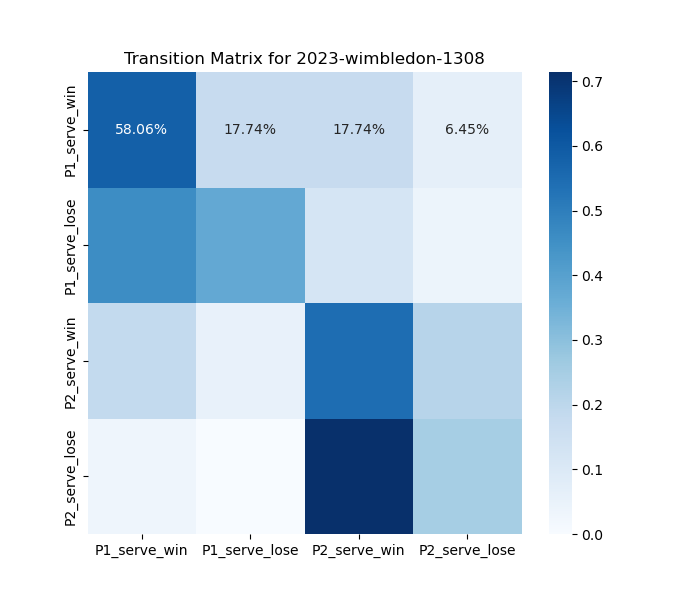 Transition Matrix for 2023-wimbledon-1308
P1_serve_win
58.06% 17.74% 17.74% 6.45%
P1_serve_lose
P2_serve_win
P2_serve_lose
P1_serve_win P1_serve_lose P2_serve_win P2_serve_lose
0.7
0.6
0.5
0.4
0.3
0.2
0.1
0.0